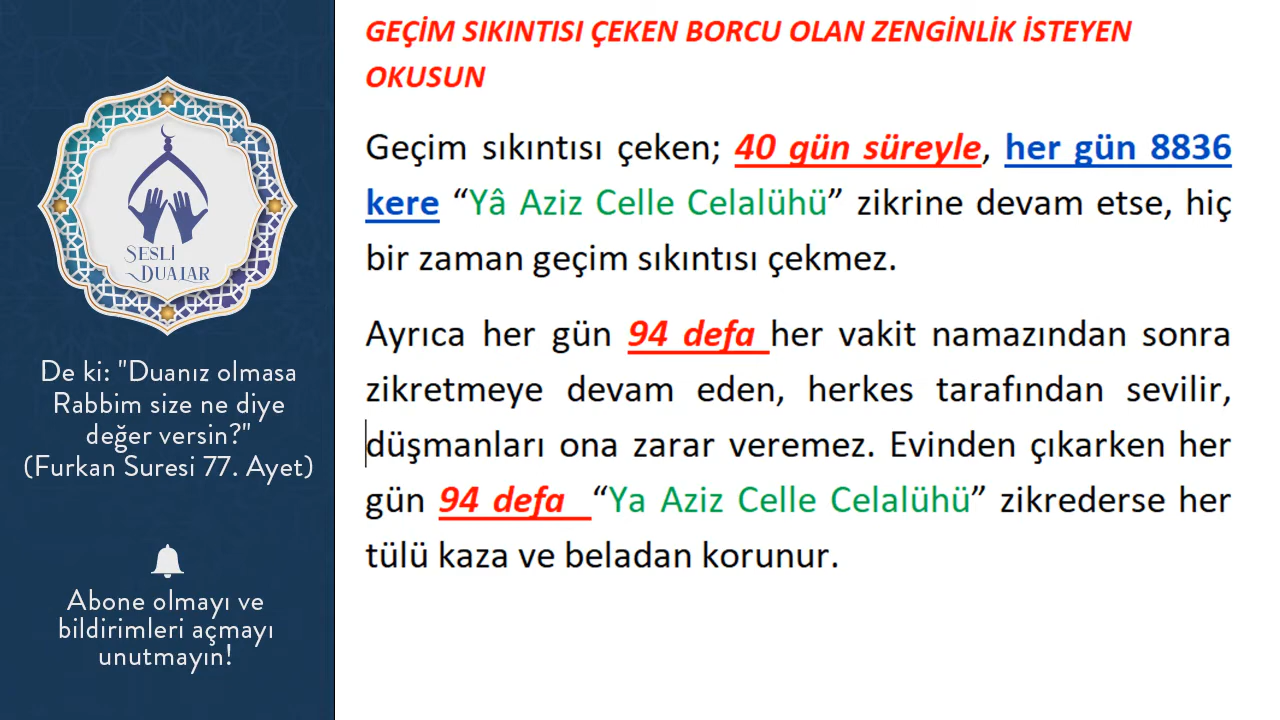 SESLİ
DUALAR
De ki: "Duanız olmasa
Rabbim size ne diye
değer versin?"
(Furkan Suresi 77. Ayet)
Abone olmayı ve
bildirimleri açmayı
unutmayın!
GEÇİM SIKINTISI ÇEKEN BORCU OLAN ZENGİNLİK İSTEYEN
OKUSUN
Geçim sıkıntısı çeken; 40 gün süreyle, her gün 8836
kere “Yâ Aziz Celle Celalühü” zikrine devam etse, hiç
bir zaman geçim sıkıntısı çekmez.
Ayrıca her gün 94 defa her vakit namazından sonra
zikretmeye devam eden, herkes tarafından sevilir,
düşmanları ona zarar veremez. Evinden çıkarken her
gün 94 defa “Ya Aziz Celle Celalühü” zikrederse her
tülü kaza ve beladan korunur.